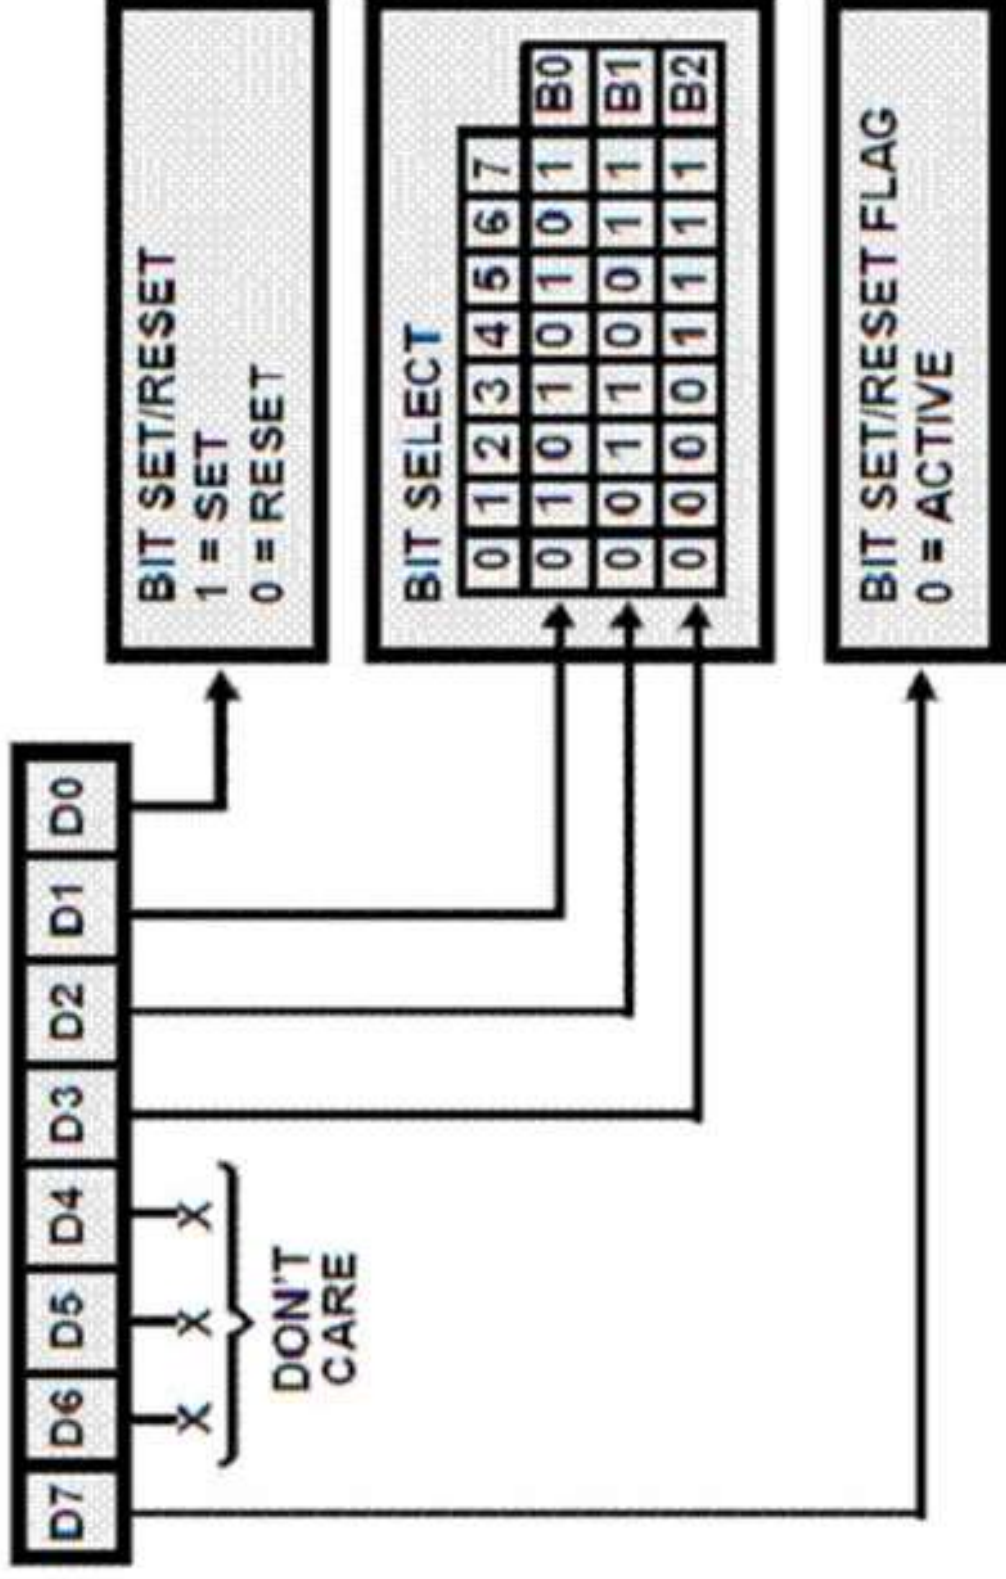 D7 D6 D5 D4 D3 D2 D1 D0
X X X
DON'T
CARE
BIT SET/RESET
1 = SET
0 = RESET
BIT SELECT
0 1 2 3 4 5 6 7
0 1 0 1 0 1 0 1 B0
0 0 1 1 0 0 1 1 B1
0 0 0 0 1 1 1 1 B2
BIT SET/RESET FLAG
0 = ACTIVE